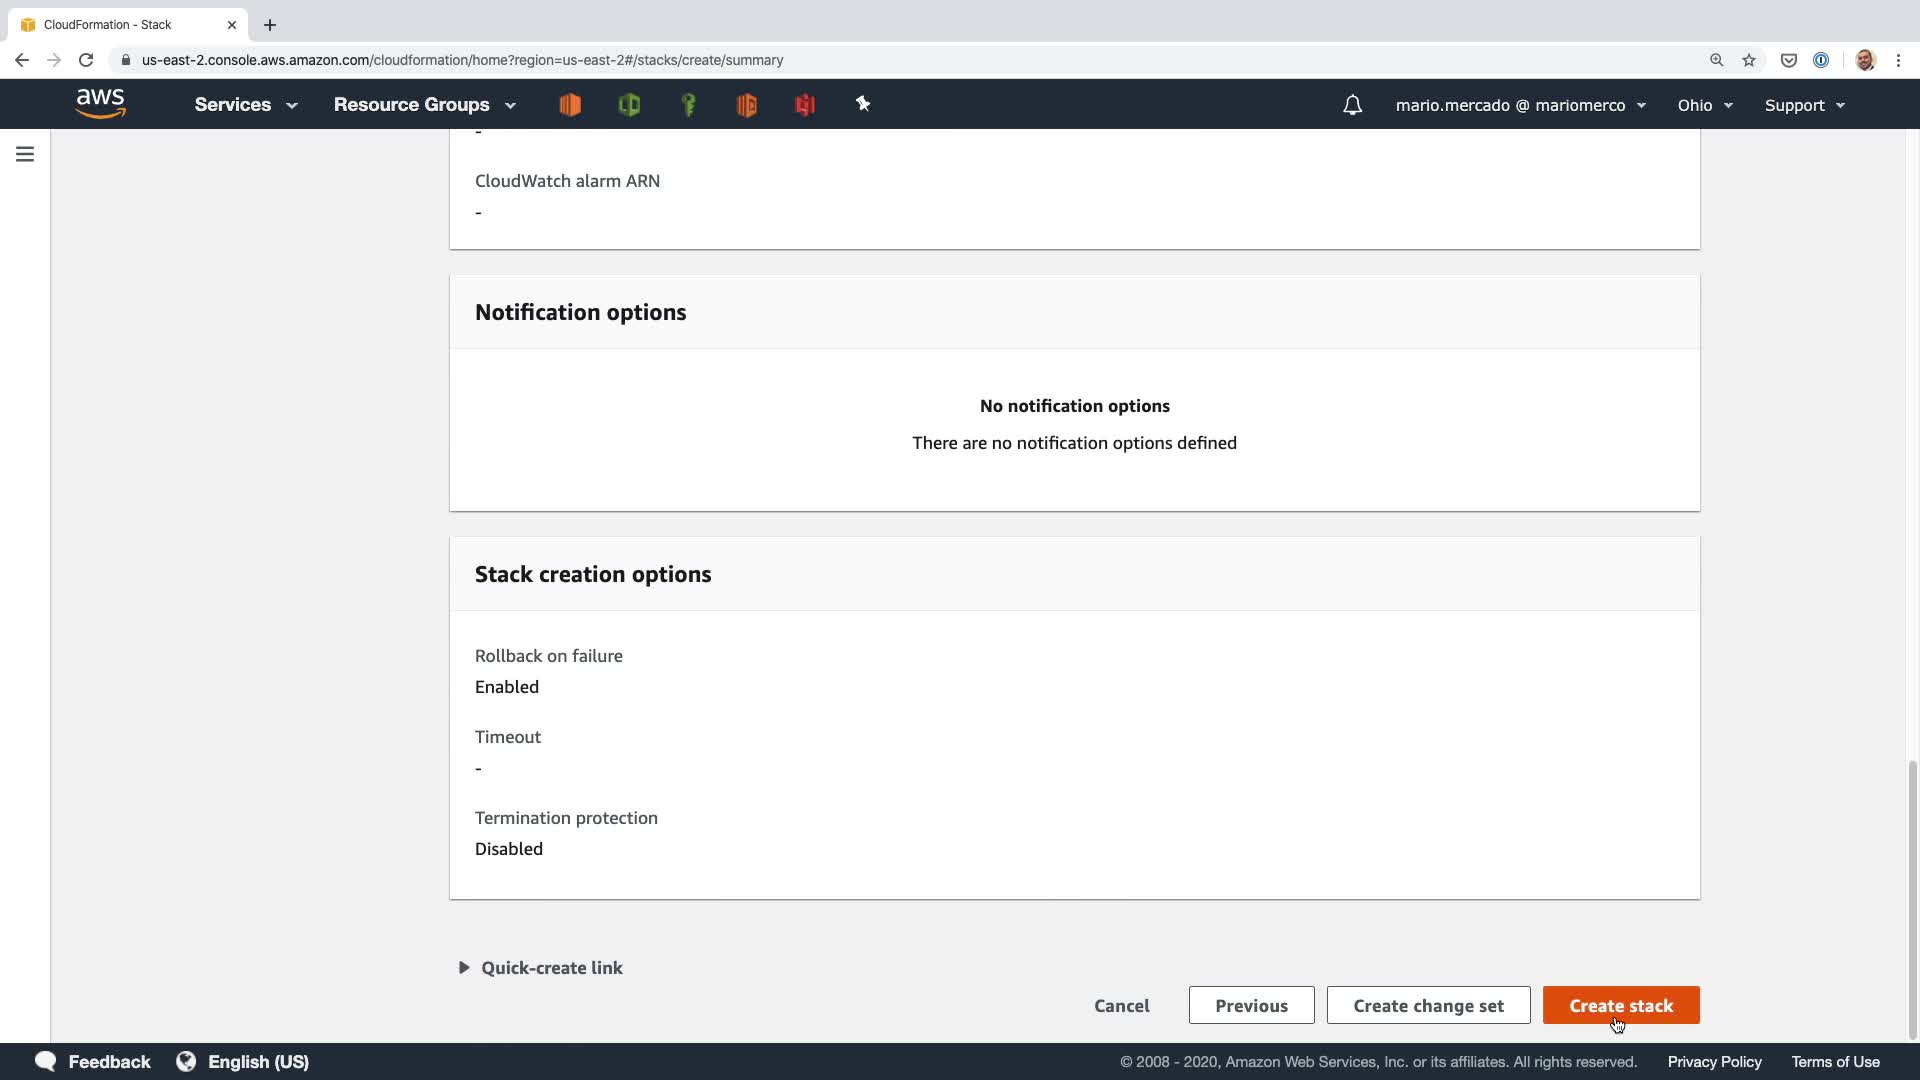 CloudFormation - Stack
us-east-2.console.aws.amazon.com/cloudformation/home?region=us-east-2#/stacks/create/summary
aws
Services
Resource Groups
mario.mercado @ mariomerco
Ohio
Support
-
CloudWatch alarm ARN
-
Notification options
No notification options
There are no notification options defined
Stack creation options
Rollback on failure
Enabled
Timeout
-
Termination protection
Disabled
Quick-create link
Cancel
Previous
Create change set
Create stack
Feedback
English (US)
© 2008 - 2020, Amazon Web Services, Inc. or its affiliates. All rights reserved.
Privacy Policy
Terms of Use